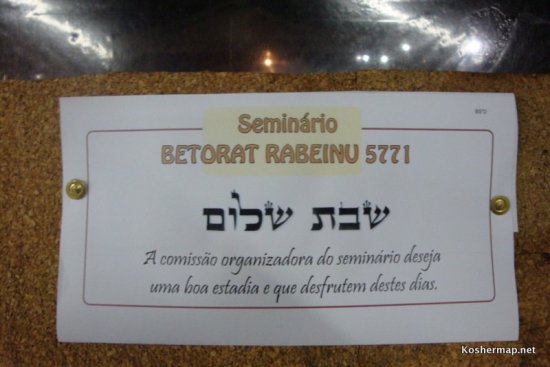 Seminário
BETORAT RABEINU 5771
שבת שלום
A comissão organizadora do seminário deseja
uma boa estadia e que desfrutem destes dias.
Koshermap.net